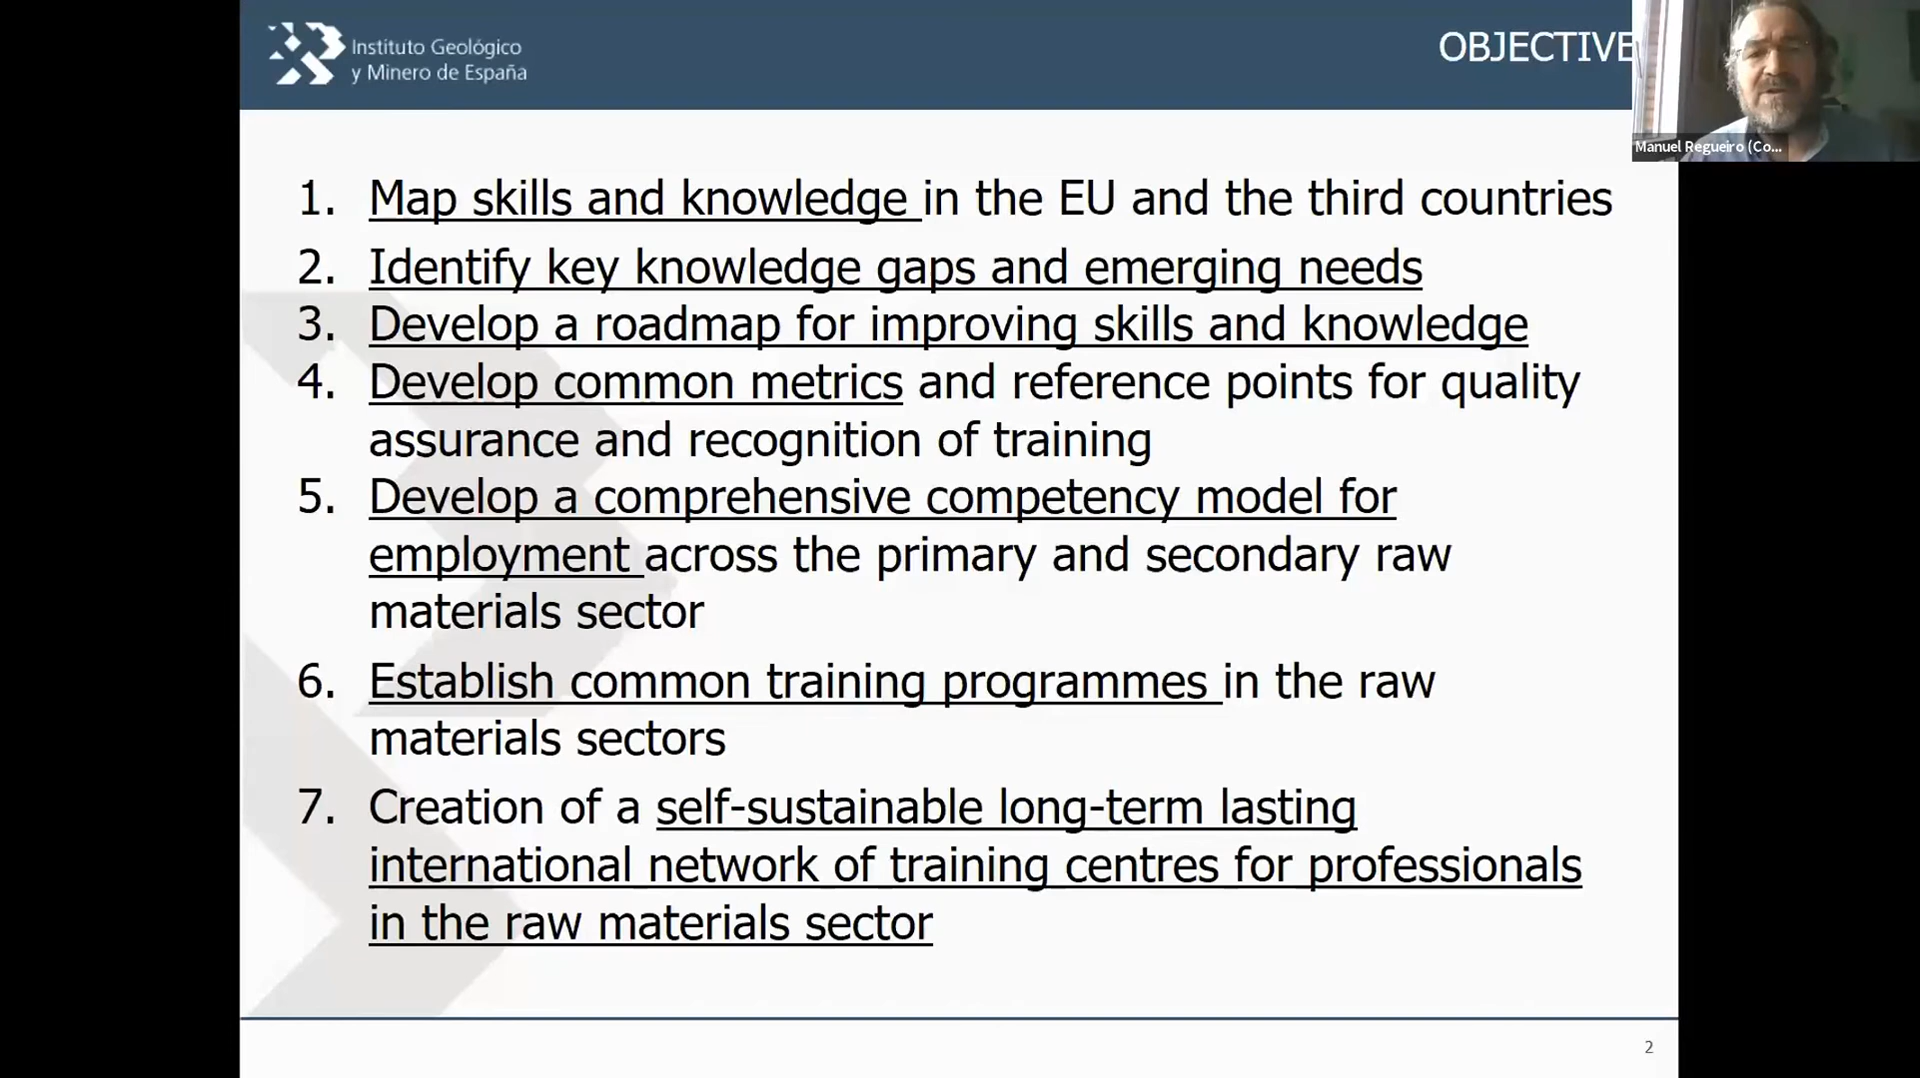 Instituto Geológico
y Minero de España
OBJECTIVE
Manuel Regueiro (Co...
1. Map skills and knowledge in the EU and the third countries
2. Identify key knowledge gaps and emerging needs
3. Develop a roadmap for improving skills and knowledge
4. Develop common metrics and reference points for quality
assurance and recognition of training
5. Develop a comprehensive competency model for
employment across the primary and secondary raw
materials sector
6. Establish common training programmes in the raw
materials sectors
7. Creation of a self-sustainable long-term lasting
international network of training centres for professionals
in the raw materials sector
2